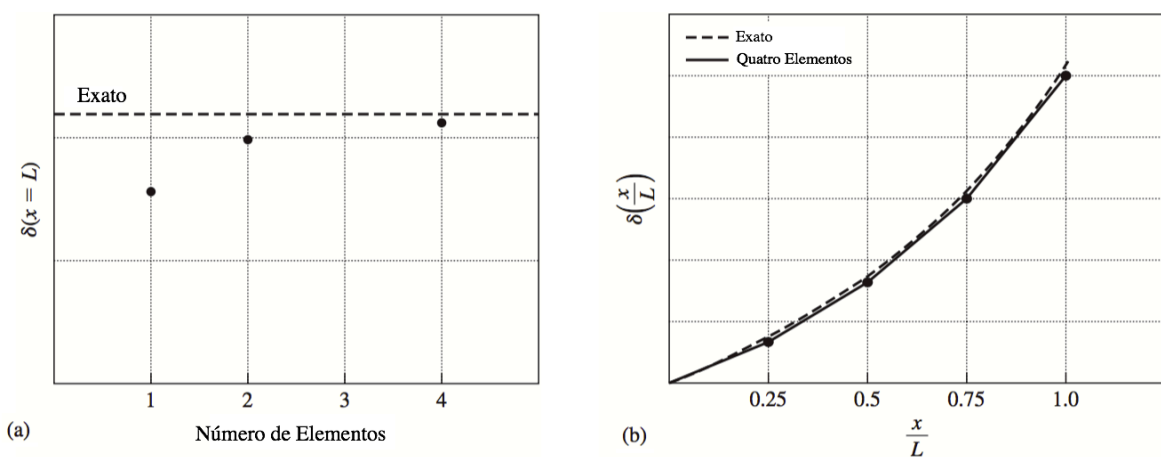 Exato
δ(x = L)
1 2 3 4
Número de Elementos
(a)
Exato
Quatro Elementos
δ(x/L)
0.25 0.5 0.75 1.0
x/L
(b)